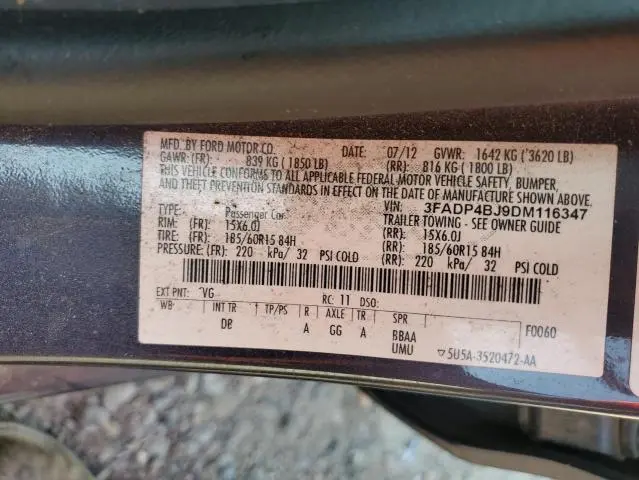 MFD. BY FORD MOTOR CO. DATE: 07/12 GVWR: 1642 KG ( 3620 LB)
GAWR: (FR): 839 KG ( 1850 LB) (RR): 816 KG ( 1800 LB)
THIS VEHICLE CONFORMS TO ALL APPLICABLE FEDERAL MOTOR VEHICLE SAFETY, BUMPER,
AND THEFT PREVENTION STANDARDS IN EFFECT ON THE DATE OF MANUFACTURE SHOWN ABOVE.
VIN: 3FADP4BJ9DM116347
TYPE: Passenger Car TRAILER TOWING - SEE OWNER GUIDE
RIM: (FR): 15X6.0J (RR): 15X6.0J
TIRE: (FR): 185/60R15 84H (RR): 185/60R15 84H
PRESSURE: (FR): 220 kPa/ 32 PSI COLD (RR): 220 kPa/ 32 PSI COLD
EXT PNT: VG RC: 11 DSO: F0060
WB INT TR TP/PS R AXLE TR SPR
A GG A BBAA
UMU ▽5U5A-3520472-AA